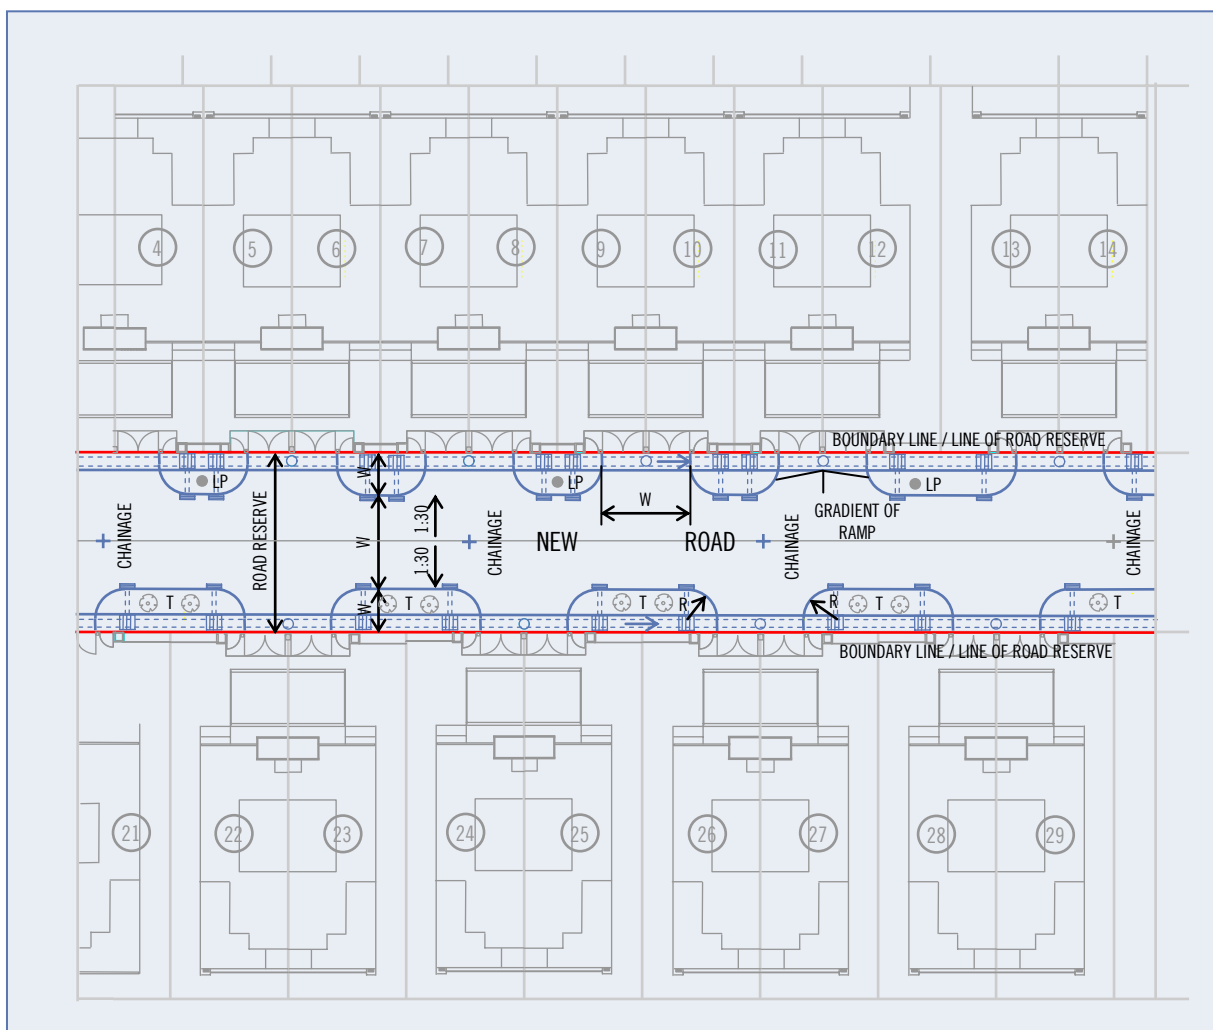 4
5
6
7
8
9
10
11
12
13
14
BOUNDARY LINE / LINE OF ROAD RESERVE
LP
LP
LP
W
W
GRADIENT OF
RAMP
CHAINAGE
ROAD RESERVE
W
1:30
1:30
CHAINAGE
NEW
ROAD
CHAINAGE
CHAINAGE
T
W
T
T
R
R
T
T
BOUNDARY LINE / LINE OF ROAD RESERVE
21
22
23
24
25
26
27
28
29